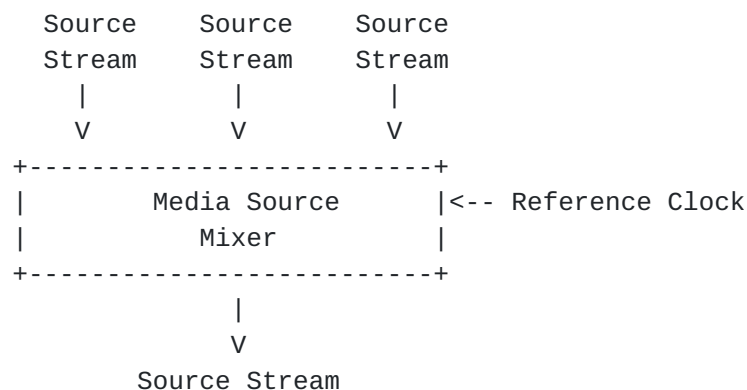 Source    Source    Source
Stream    Stream    Stream
|         |         |
V         V         V
+--------------------------+
|        Media Source      |<-- Reference Clock
|           Mixer          |
+--------------------------+
|
V
Source Stream